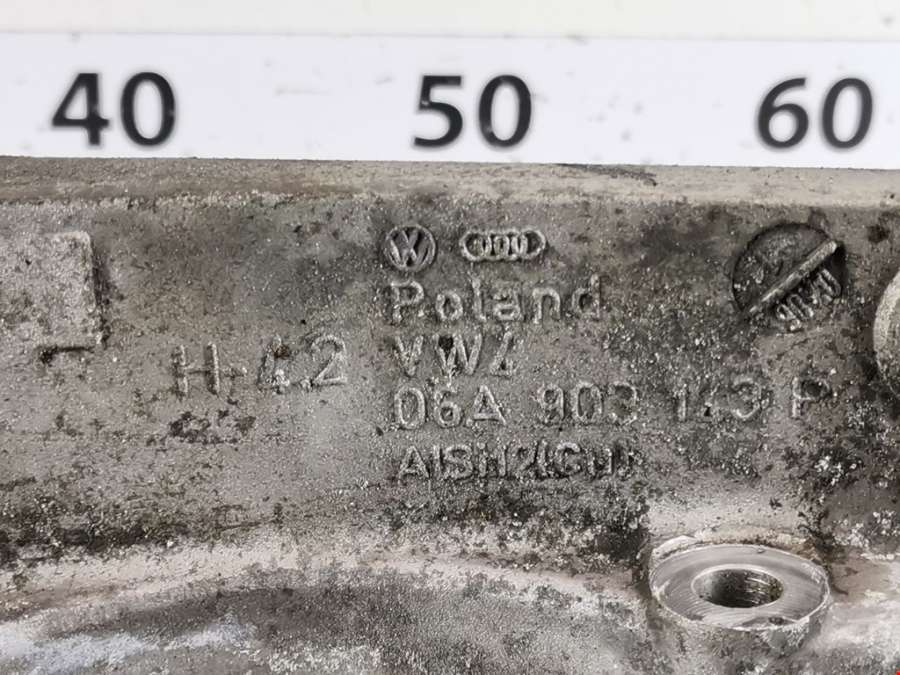 40 50 60
Poland
H-42 VWZ
06A 903 143 P
AlSi12(Cu)